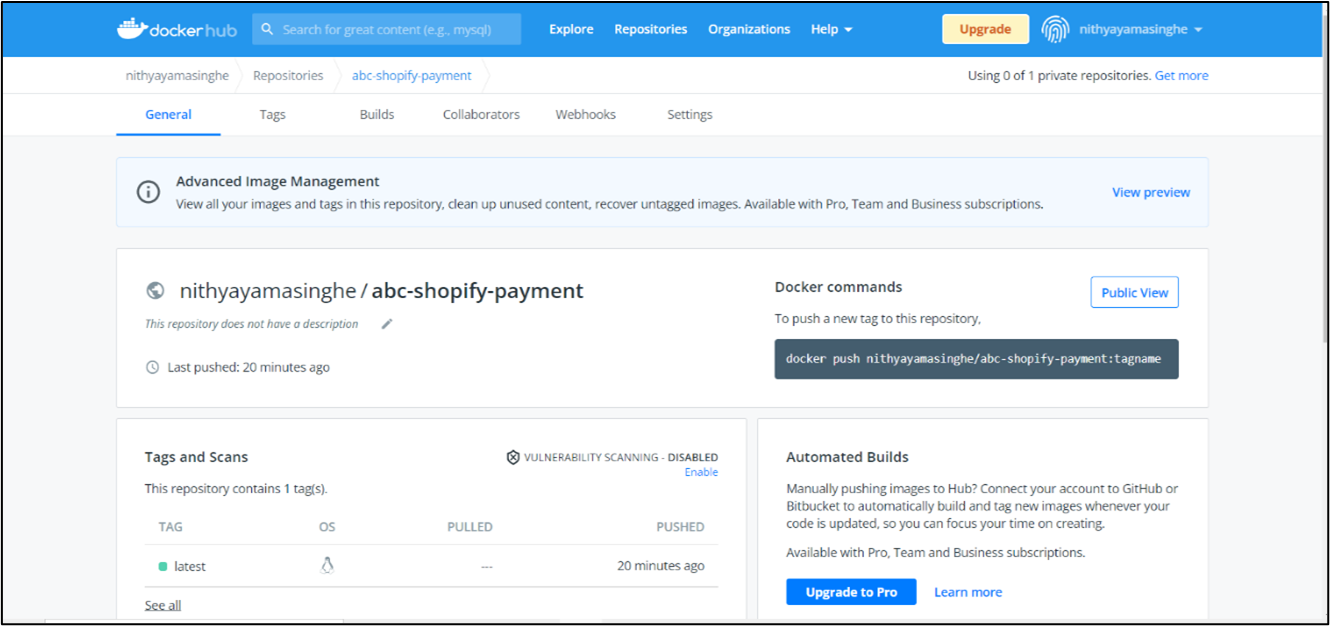 dockerhub
Search for great content (e.g., mysql)
Explore
Repositories
Organizations
Help
Upgrade
nithyayamasinghe
nithyayamasinghe
Repositories
abc-shopify-payment
Using 0 of 1 private repositories. Get more
General
Tags
Builds
Collaborators
Webhooks
Settings
Advanced Image Management
View all your images and tags in this repository, clean up unused content, recover untagged images. Available with Pro, Team and Business subscriptions.
View preview
nithyayamasinghe / abc-shopify-payment
This repository does not have a description
Last pushed: 20 minutes ago
Docker commands
Public View
To push a new tag to this repository,
docker push nithyayamasinghe/abc-shopify-payment:tagname
Tags and Scans
VULNERABILITY SCANNING - DISABLED
Enable
This repository contains 1 tag(s).
TAG OS PULLED PUSHED
latest --- 20 minutes ago
See all
Automated Builds
Manually pushing images to Hub? Connect your account to GitHub or
Bitbucket to automatically build and tag new images whenever your
code is updated, so you can focus your time on creating.
Available with Pro, Team and Business subscriptions.
Upgrade to Pro
Learn more